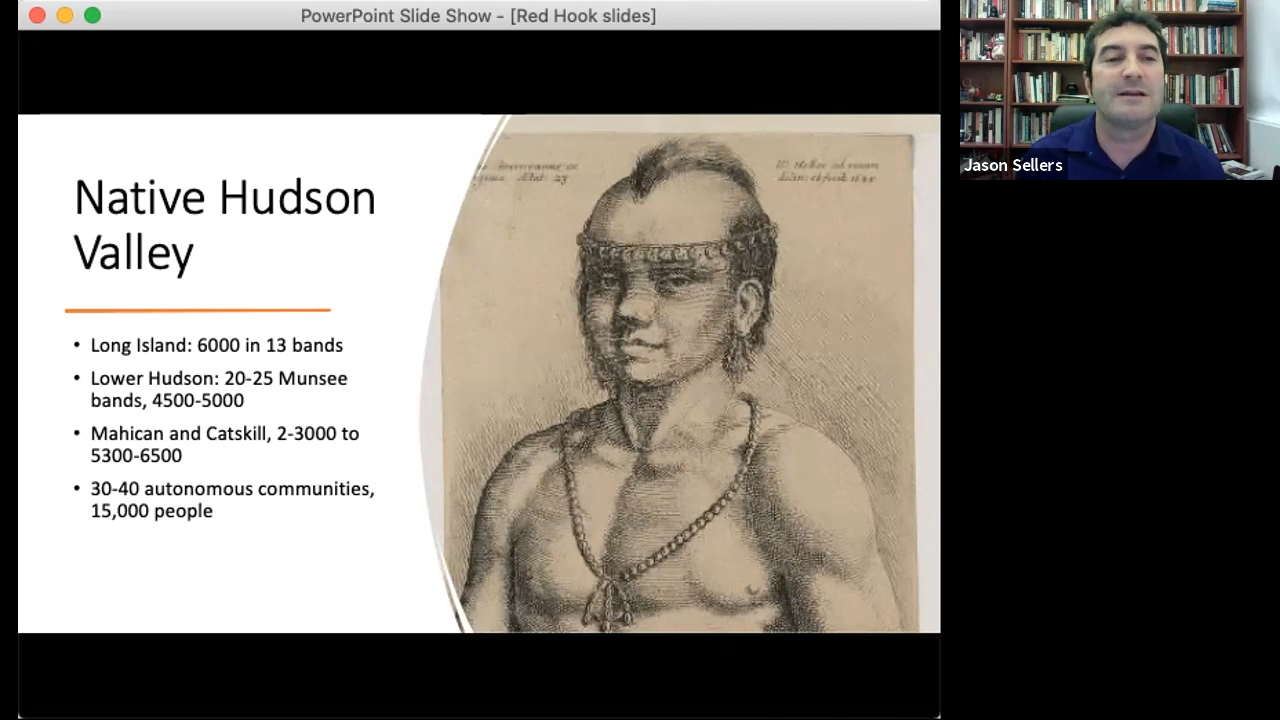 PowerPoint Slide Show - [Red Hook slides]
Native Hudson
Valley
• Long Island: 6000 in 13 bands
• Lower Hudson: 20-25 Munsee
bands, 4500-5000
• Mahican and Catskill, 2-3000 to
5300-6500
• 30-40 autonomous communities,
15,000 people
Jason Sellers